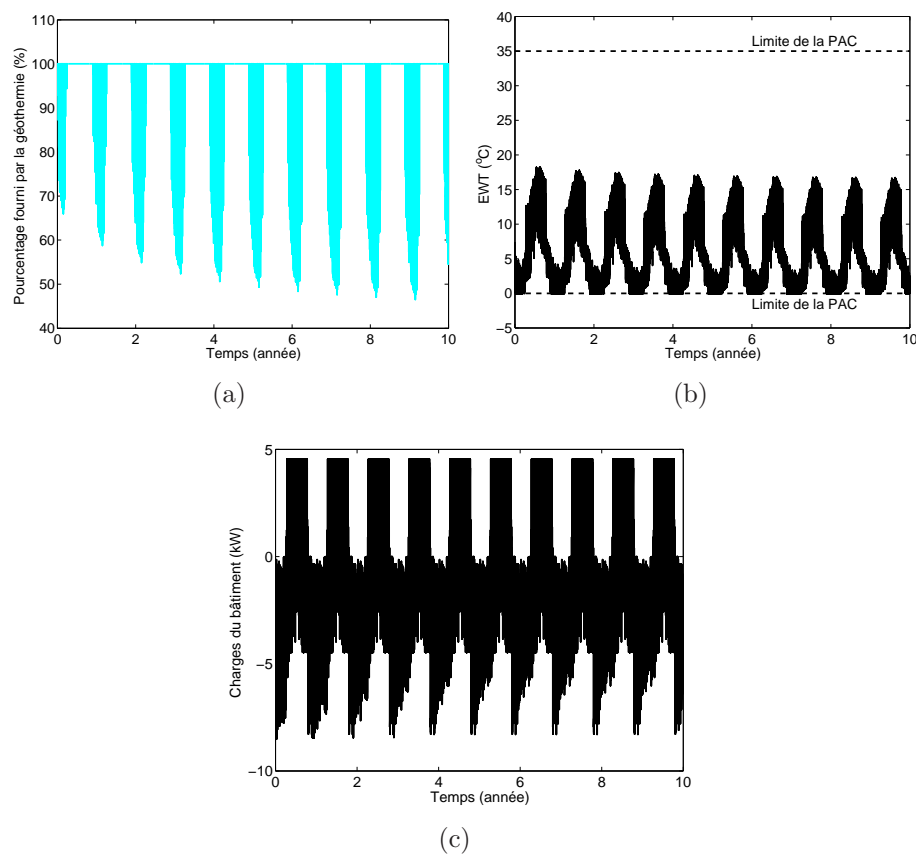 Pourcentage fourni par la géothermie (%)
110
100
90
80
70
60
50
40
0 2 4 6 8 10
Temps (année)
(a)
EWT (°C)
40
35
30
25
20
15
10
5
0
−5
Limite de la PAC
Limite de la PAC
0 2 4 6 8 10
Temps (année)
(b)
Charges du bâtiment (kW)
5
0
−5
−10
0 2 4 6 8 10
Temps (année)
(c)